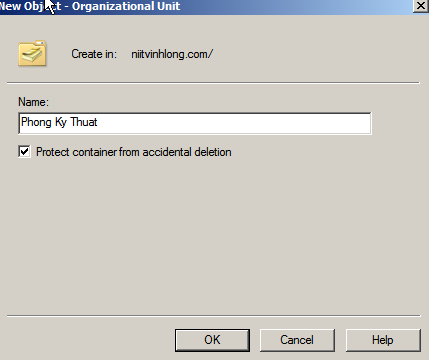 New Object - Organizational Unit
Create in: niitvinhlong.com/
Name:
Phong Ky Thuat
Protect container from accidental deletion
OK Cancel Help